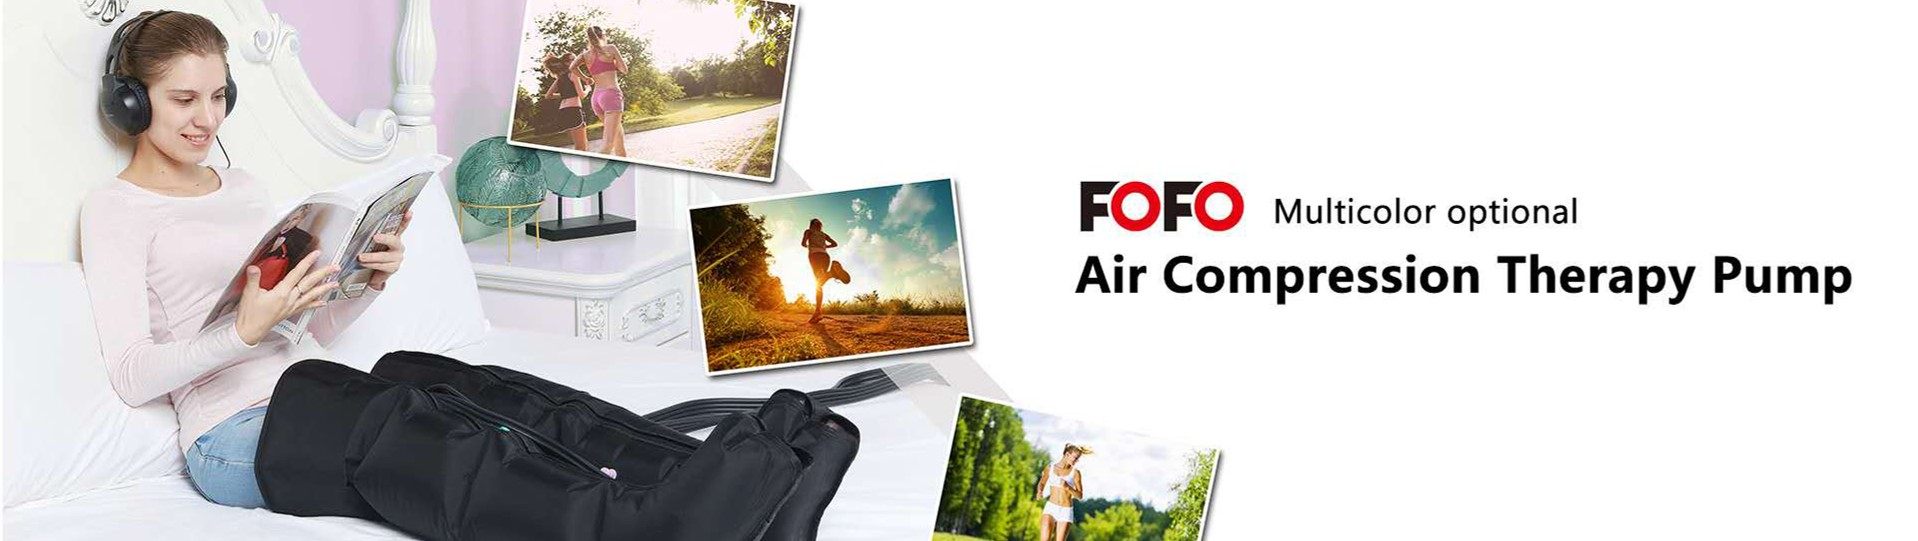 FOFO Multicolor optional
Air Compression Therapy Pump